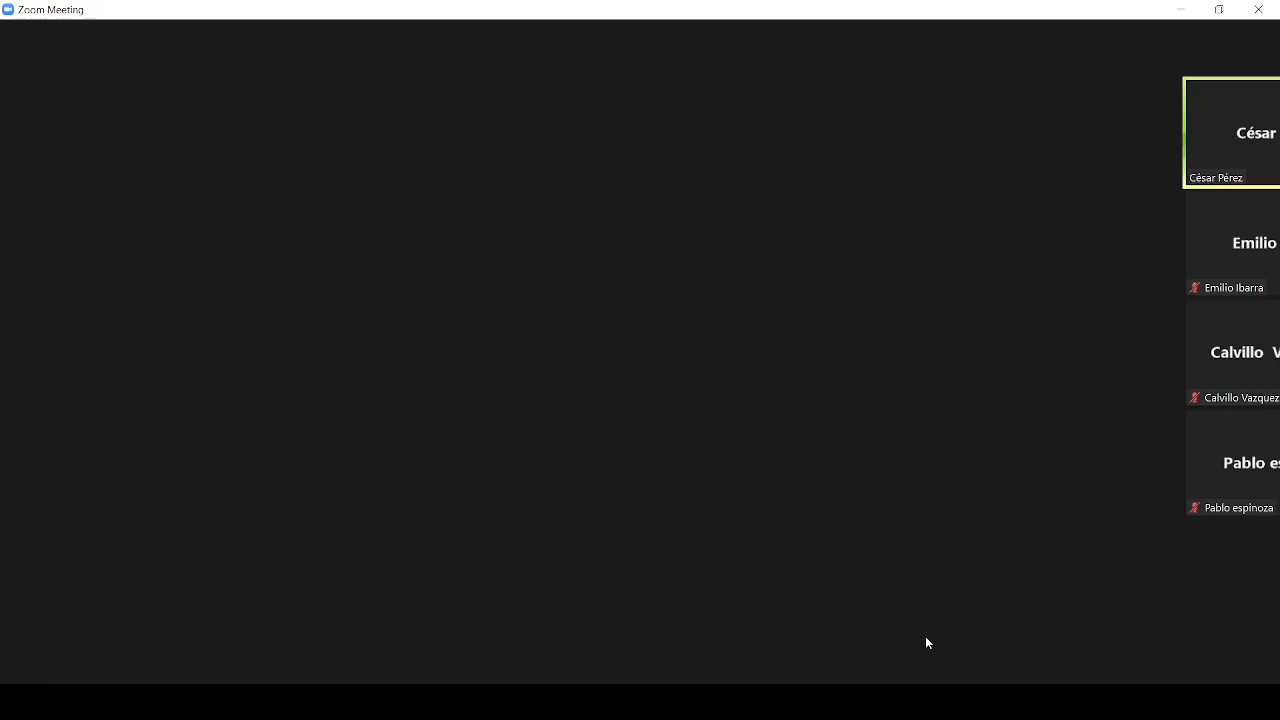 Zoom Meeting
César
César Pérez
Emilio
Emilio Ibarra
Calvillo
Calvillo Vazquez
Pablo
Pablo espinoza